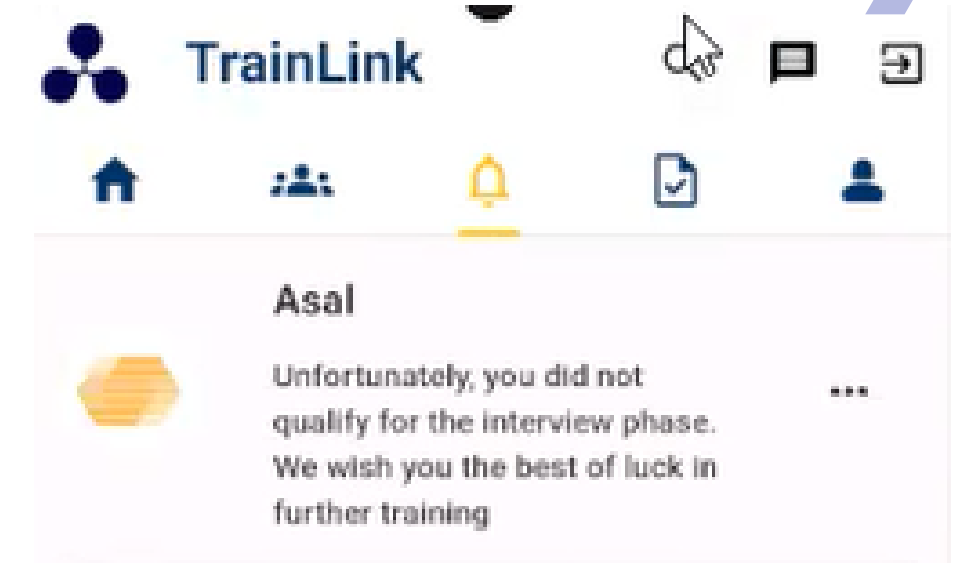 TrainLink
Asal
Unfortunately, you did not
qualify for the interview phase.
We wish you the best of luck in
further training